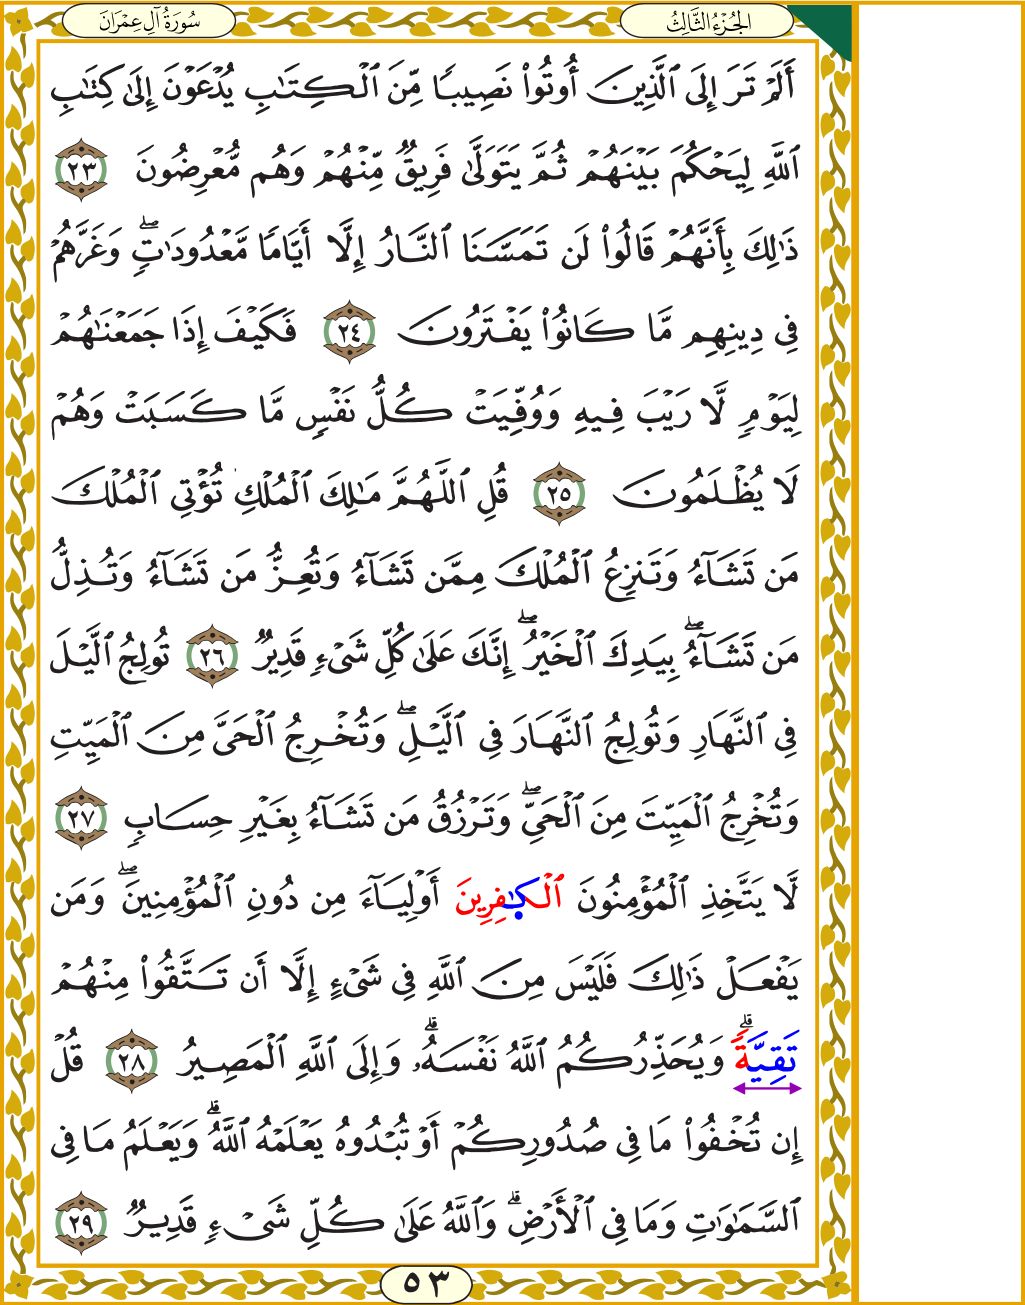 الجُزْءُ الثَّالِثُ
سُورَةُ آلِ عِمْرَانَ
أَلَمْ تَرَ إِلَى ٱلَّذِينَ أُوتُوا۟ نَصِيبًا مِّنَ ٱلْكِتَٰبِ يُدْعَوْنَ إِلَىٰ كِتَٰبِ
ٱللَّهِ لِيَحْكُمَ بَيْنَهُمْ ثُمَّ يَتَوَلَّىٰ فَرِيقٌ مِّنْهُمْ وَهُم مُّعْرِضُونَ ٢٣
ذَٰلِكَ بِأَنَّهُمْ قَالُوا۟ لَن تَمَسَّنَا ٱلنَّارُ إِلَّا أَيَّامًا مَّعْدُودَٰتٍ ۖ وَغَرَّهُمْ
فِى دِينِهِم مَّا كَانُوا۟ يَفْتَرُونَ ٢٤ فَكَيْفَ إِذَا جَمَعْنَٰهُمْ
لِيَوْمٍ لَّا رَيْبَ فِيهِ وَوُفِّيَتْ كُلُّ نَفْسٍ مَّا كَسَبَتْ وَهُمْ
لَا يُظْلَمُونَ ٢٥ قُلِ ٱللَّهُمَّ مَٰلِكَ ٱلْمُلْكِ تُؤْتِى ٱلْمُلْكَ
مَن تَشَآءُ وَتَنزِعُ ٱلْمُلْكَ مِمَّن تَشَآءُ وَتُعِزُّ مَن تَشَآءُ وَتُذِلُّ
مَن تَشَآءُ ۖ بِيَدِكَ ٱلْخَيْرُ ۖ إِنَّكَ عَلَىٰ كُلِّ شَىْءٍ قَدِيرٌ ٢٦ تُولِجُ ٱلَّيْلَ
فِى ٱلنَّهَارِ وَتُولِجُ ٱلنَّهَارَ فِى ٱلَّيْلِ ۖ وَتُخْرِجُ ٱلْحَىَّ مِنَ ٱلْمَيِّتِ
وَتُخْرِجُ ٱلْمَيِّتَ مِنَ ٱلْحَىِّ ۖ وَتَرْزُقُ مَن تَشَآءُ بِغَيْرِ حِسَابٍ ٢٧
لَّا يَتَّخِذِ ٱلْمُؤْمِنُونَ ٱلْكَٰفِرِينَ أَوْلِيَآءَ مِن دُونِ ٱلْمُؤْمِنِينَ ۖ وَمَن
يَفْعَلْ ذَٰلِكَ فَلَيْسَ مِنَ ٱللَّهِ فِى شَىْءٍ إِلَّا أَن تَتَّقُوا۟ مِنْهُمْ
تَقِيَّةً ۗ وَيُحَذِّرُكُمُ ٱللَّهُ نَفْسَهُۥ ۗ وَإِلَى ٱللَّهِ ٱلْمَصِيرُ ٢٨ قُلْ
إِن تُخْفُوا۟ مَا فِى صُدُورِكُمْ أَوْ تُبْدُوهُ يَعْلَمْهُ ٱللَّهُ ۗ وَيَعْلَمُ مَا فِى
ٱلسَّمَٰوَٰتِ وَمَا فِى ٱلْأَرْضِ ۗ وَٱللَّهُ عَلَىٰ كُلِّ شَىْءٍ قَدِيرٌ ٢٩
٥٣